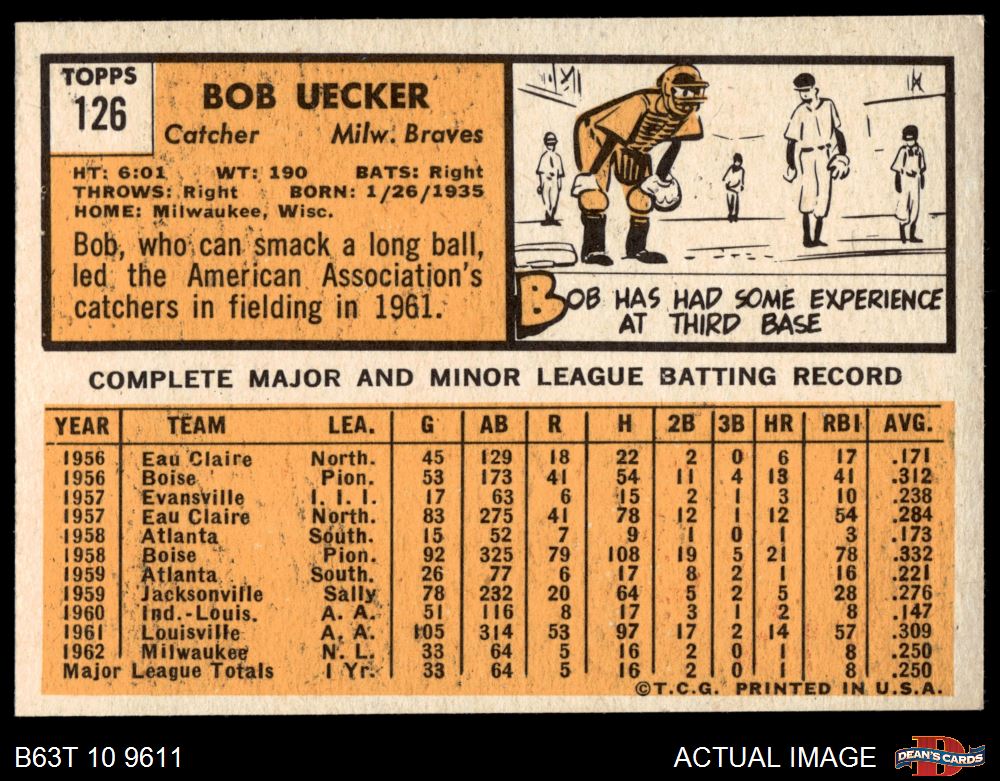 TOPPS
126
BOB UECKER
Catcher Milw. Braves
HT: 6:01 WT: 190 BATS: Right
THROWS: Right BORN: 1/26/1935
HOME: Milwaukee, Wisc.
Bob, who can smack a long ball,
led the American Association's
catchers in fielding in 1961.
BOB HAS HAD SOME EXPERIENCE
AT THIRD BASE
COMPLETE MAJOR AND MINOR LEAGUE BATTING RECORD
YEAR TEAM LEA. G AB R H 2B 3B HR RBI AVG.
1956 Eau Claire North. 45 129 18 22 2 0 6 17 .171
1956 Boise Pion. 53 173 41 54 11 4 13 41 .312
1957 Evansville I. I. I. 17 63 6 15 2 1 3 10 .238
1957 Eau Claire North. 83 275 41 78 12 1 12 54 .284
1958 Atlanta South. 15 52 7 9 1 0 1 3 .173
1958 Boise Pion. 92 325 79 108 19 5 21 78 .332
1959 Atlanta South. 26 77 6 17 8 2 1 16 .221
1959 Jacksonville Sally 78 232 20 64 5 2 5 28 .276
1960 Ind.-Louis. A. A. 51 116 8 17 3 1 2 8 .147
1961 Louisville A. A. 105 314 53 97 17 2 14 57 .309
1962 Milwaukee N. L. 33 64 5 16 2 0 1 8 .250
Major League Totals 1 Yr. 33 64 5 16 2 0 1 8 .250
©T.C.G. PRINTED IN U.S.A.
B63T 10 9611 ACTUAL IMAGE DEAN'S CARDS